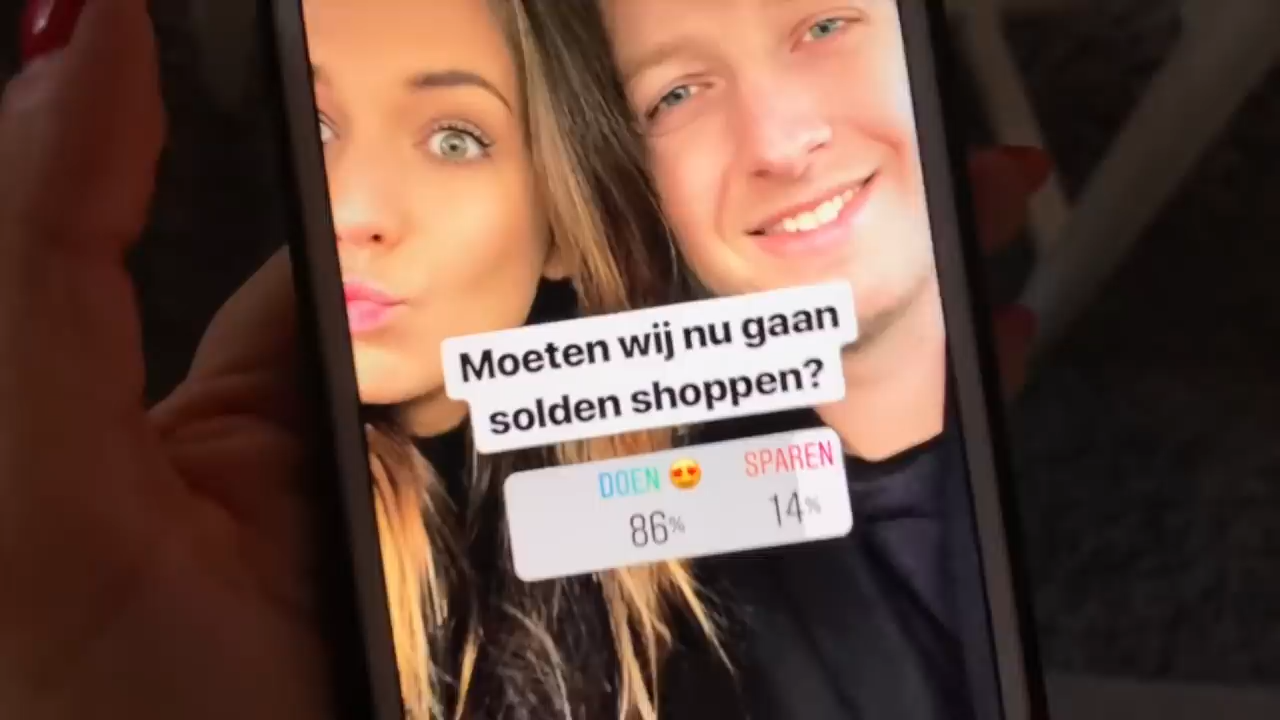 Moeten wij nu gaan
solden shoppen?
DOEN 😍 SPAREN
86% 14%